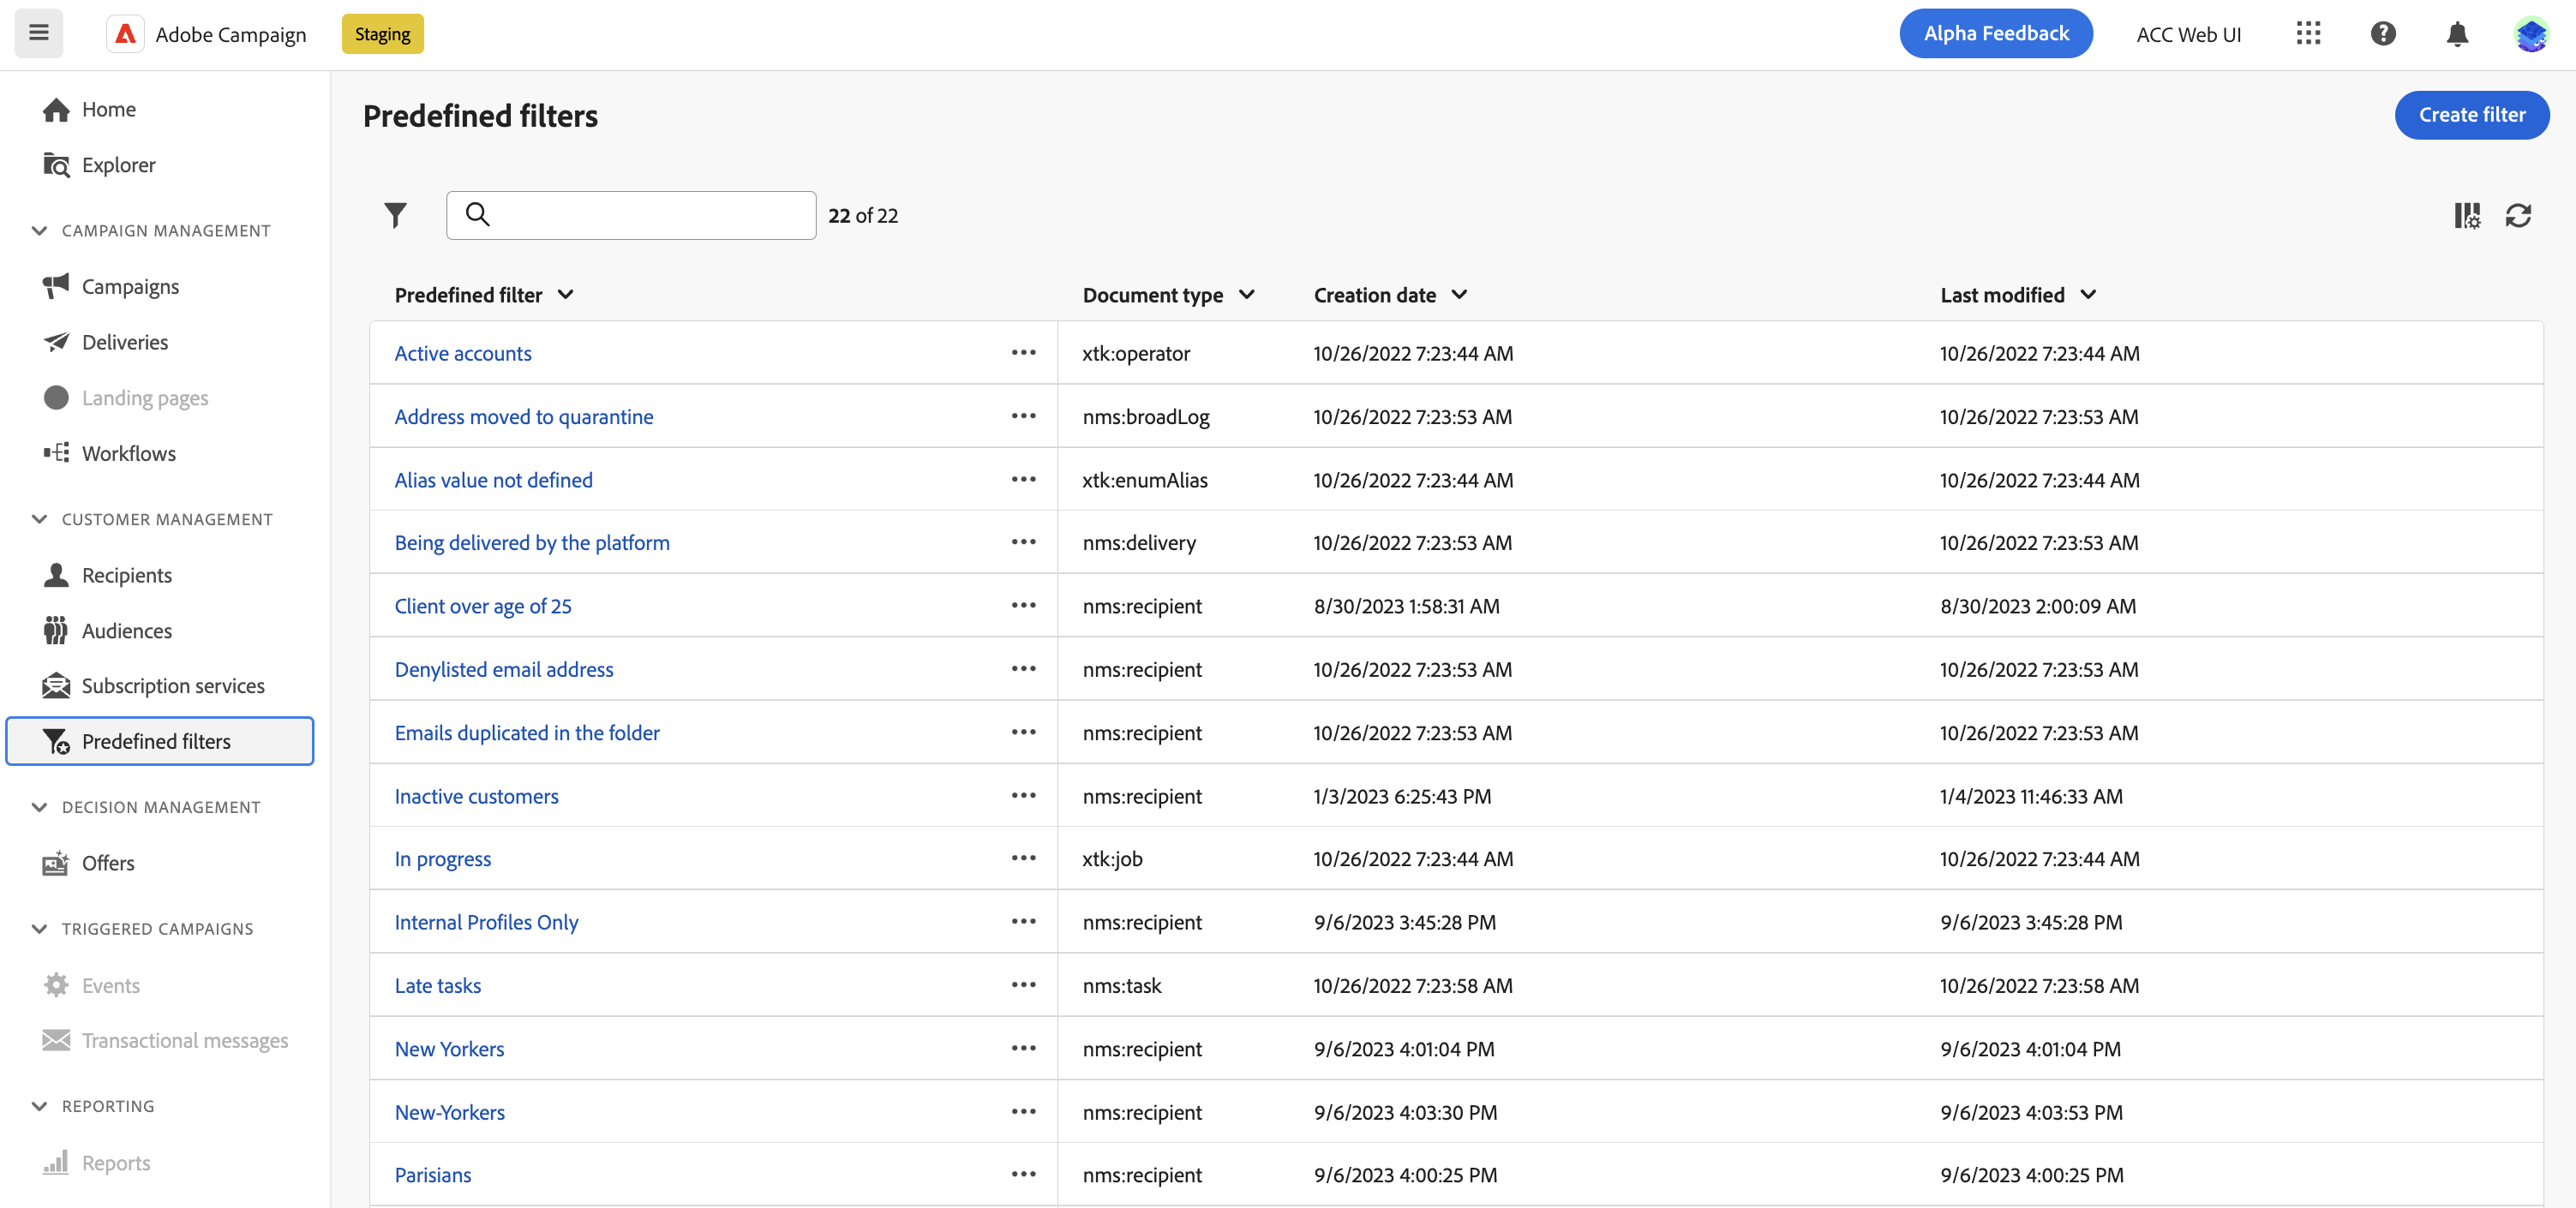 Adobe Campaign
Staging
Alpha Feedback
ACC Web UI
Home
Explorer
CAMPAIGN MANAGEMENT
Campaigns
Deliveries
Landing pages
Workflows
CUSTOMER MANAGEMENT
Recipients
Audiences
Subscription services
Predefined filters
DECISION MANAGEMENT
Offers
TRIGGERED CAMPAIGNS
Events
Transactional messages
REPORTING
Reports
Predefined filters
Create filter
22 of 22
Predefined filter Document type Creation date Last modified
Active accounts xtk:operator 10/26/2022 7:23:44 AM 10/26/2022 7:23:44 AM
Address moved to quarantine nms:broadLog 10/26/2022 7:23:53 AM 10/26/2022 7:23:53 AM
Alias value not defined xtk:enumAlias 10/26/2022 7:23:44 AM 10/26/2022 7:23:44 AM
Being delivered by the platform nms:delivery 10/26/2022 7:23:53 AM 10/26/2022 7:23:53 AM
Client over age of 25 nms:recipient 8/30/2023 1:58:31 AM 8/30/2023 2:00:09 AM
Denylisted email address nms:recipient 10/26/2022 7:23:53 AM 10/26/2022 7:23:53 AM
Emails duplicated in the folder nms:recipient 10/26/2022 7:23:53 AM 10/26/2022 7:23:53 AM
Inactive customers nms:recipient 1/3/2023 6:25:43 PM 1/4/2023 11:46:33 AM
In progress xtk:job 10/26/2022 7:23:44 AM 10/26/2022 7:23:44 AM
Internal Profiles Only nms:recipient 9/6/2023 3:45:28 PM 9/6/2023 3:45:28 PM
Late tasks nms:task 10/26/2022 7:23:58 AM 10/26/2022 7:23:58 AM
New Yorkers nms:recipient 9/6/2023 4:01:04 PM 9/6/2023 4:01:04 PM
New-Yorkers nms:recipient 9/6/2023 4:03:30 PM 9/6/2023 4:03:53 PM
Parisians nms:recipient 9/6/2023 4:00:25 PM 9/6/2023 4:00:25 PM